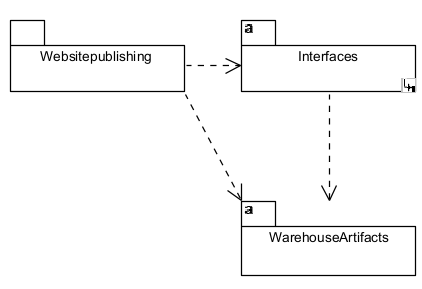 a
Websitepublishing
Interfaces
a
WarehouseArtifacts